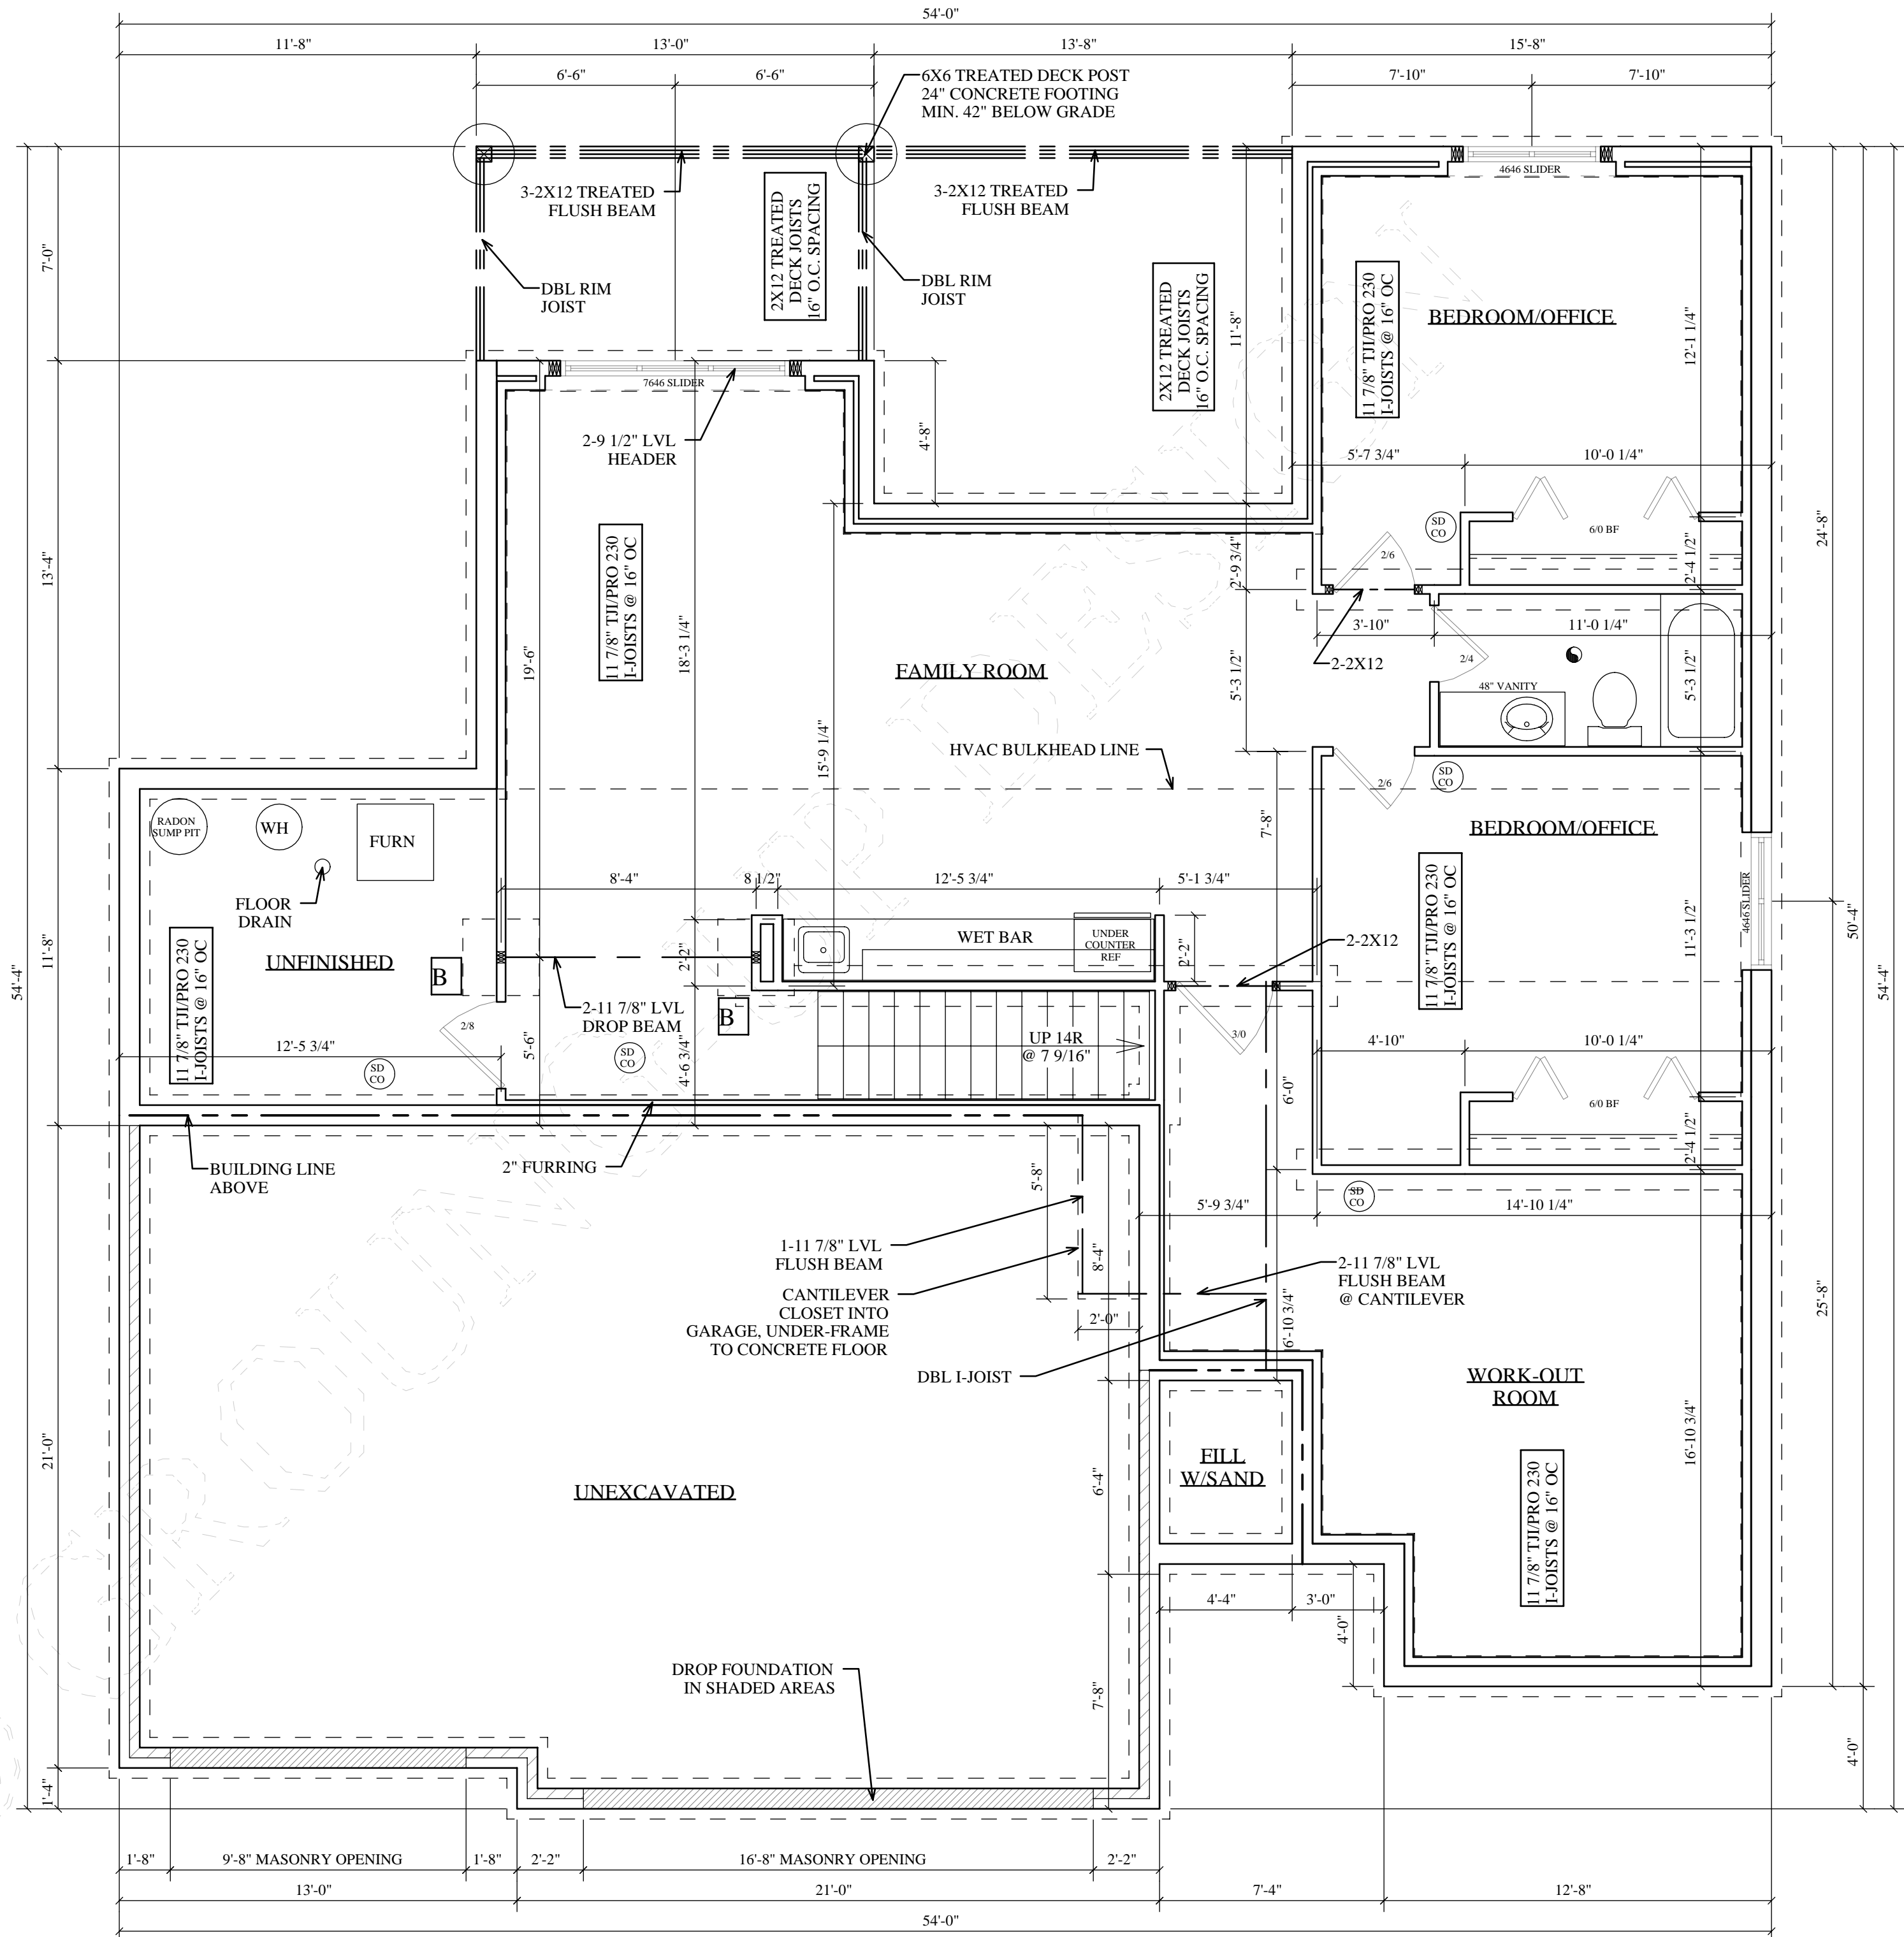 54'-0"
11'-8"
13'-0"
13'-8"
15'-8"
6'-6"
6'-6"
7'-10"
7'-10"
6X6 TREATED DECK POST
24" CONCRETE FOOTING
MIN. 42" BELOW GRADE
4646 SLIDER
3-2X12 TREATED
FLUSH BEAM
3-2X12 TREATED
FLUSH BEAM
2X12 TREATED
DECK JOISTS
16" O.C. SPACING
7'-0"
DBL RIM
JOIST
DBL RIM
JOIST
2X12 TREATED
DECK JOISTS
16" O.C. SPACING
11'-8"
11 7/8" TJI/PRO 230
I-JOISTS @ 16" OC
BEDROOM/OFFICE
12'-1 1/4"
7646 SLIDER
2-9 1/2" LVL
HEADER
4'-8"
5'-7 3/4"
10'-0 1/4"
13'-4"
11 7/8" TJI/PRO 230
I-JOISTS @ 16" OC
SD
CO
6/0 BF
24'-8"
2'-9 3/4"
2/6
2'-4 1/2"
19'-6"
18'-3 1/4"
FAMILY ROOM
3'-10"
11'-0 1/4"
2-2X12
2/4
5'-3 1/2"
5'-3 1/2"
48" VANITY
15'-9 1/4"
HVAC BULKHEAD LINE
SD
CO
2/6
RADON
SUMP PIT
WH
FURN
7'-8"
BEDROOM/OFFICE
8'-4"
8 1/2"
12'-5 3/4"
5'-1 3/4"
FLOOR
DRAIN
11 7/8" TJI/PRO 230
I-JOISTS @ 16" OC
4646 SLIDER
50'-4"
54'-4"
11'-8"
11 7/8" TJI/PRO 230
I-JOISTS @ 16" OC
UNFINISHED
B
2'-2"
WET BAR
UNDER
COUNTER
REF
2'-2"
2-2X12
11'-3 1/2"
54'-4"
2-11 7/8" LVL
DROP BEAM
B
2/8
12'-5 3/4"
5'-6"
SD
CO
4'-6 3/4"
UP 14R
@ 7 9/16"
3/0
4'-10"
10'-0 1/4"
SD
CO
6'-0"
6/0 BF
2'-4 1/2"
BUILDING LINE
ABOVE
2" FURRING
5'-8"
SD
CO
5'-9 3/4"
14'-10 1/4"
1-11 7/8" LVL
FLUSH BEAM
8'-4"
2-11 7/8" LVL
FLUSH BEAM
@ CANTILEVER
CANTILEVER
CLOSET INTO
GARAGE, UNDER-FRAME
TO CONCRETE FLOOR
2'-0"
6'-10 3/4"
25'-8"
DBL I-JOIST
WORK-OUT
ROOM
16'-10 3/4"
21'-0"
UNEXCAVATED
6'-4"
FILL
W/SAND
11 7/8" TJI/PRO 230
I-JOISTS @ 16" OC
4'-4"
3'-0"
4'-0"
DROP FOUNDATION
IN SHADED AREAS
7'-8"
4'-0"
1'-4"
1'-8"
9'-8" MASONRY OPENING
1'-8"
2'-2"
16'-8" MASONRY OPENING
2'-2"
13'-0"
21'-0"
7'-4"
12'-8"
54'-0"